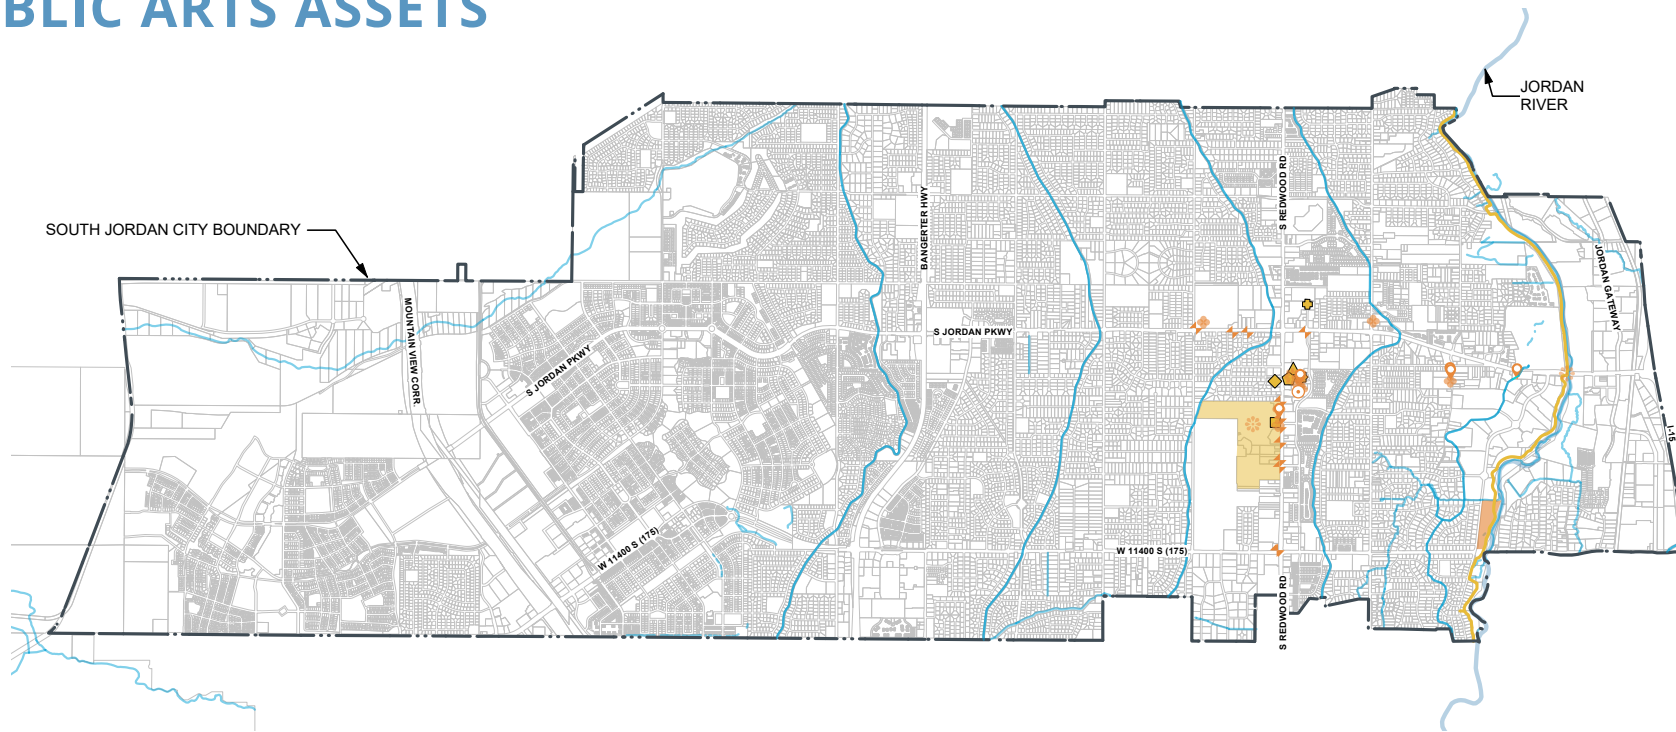 BLIC ARTS ASSETS
JORDAN
RIVER
SOUTH JORDAN CITY BOUNDARY
S REDWOOD RD
BANGERTER HWY
JORDAN GATEWAY
MOUNTAIN VIEW CORR.
S JORDAN PKWY
S JORDAN PKWY
I-15
W 11400 S (175)
W 11400 S (175)
S REDWOOD RD